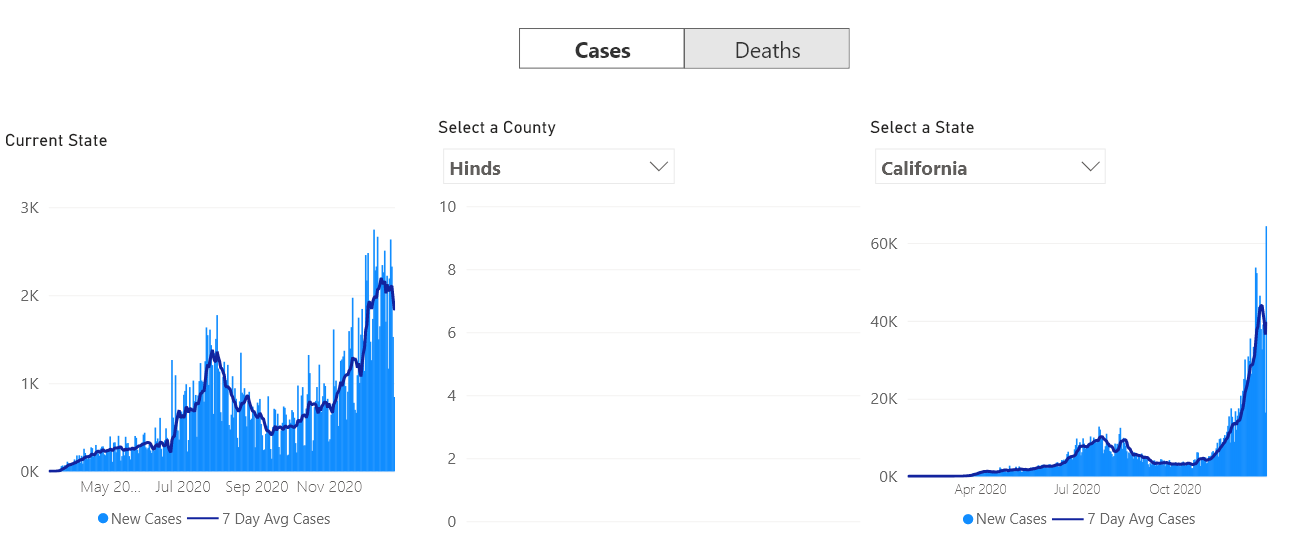 Cases Deaths
Current State
3K
2K
1K
0K
May 20... Jul 2020 Sep 2020 Nov 2020
New Cases 7 Day Avg Cases
Select a County
Hinds
10
8
6
4
2
0
Select a State
California
60K
40K
20K
0K
Apr 2020 Jul 2020 Oct 2020
New Cases 7 Day Avg Cases